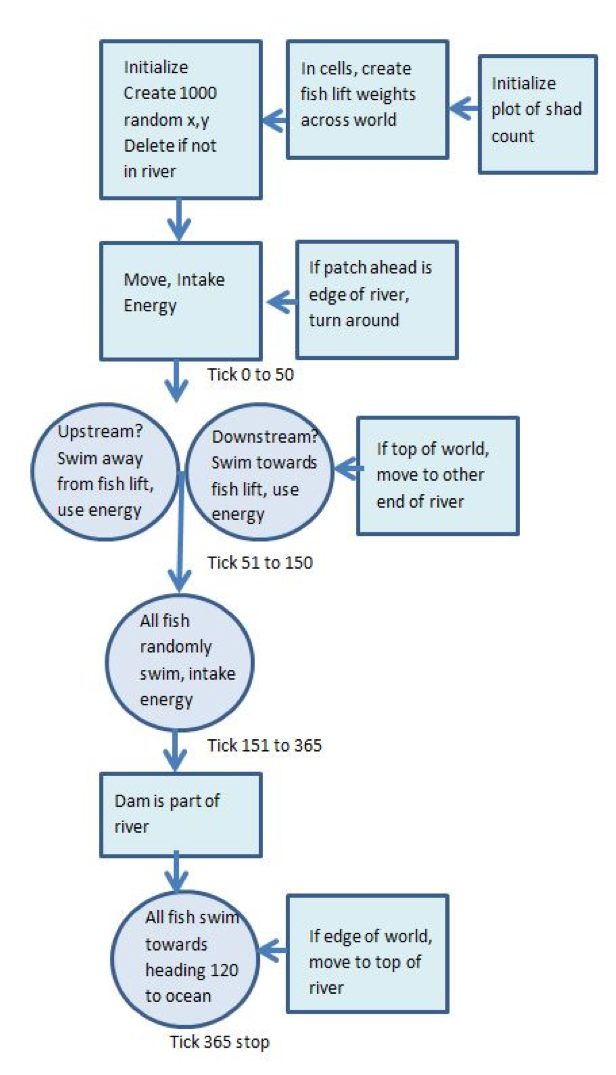 Initialize
Create 1000
random x,y
Delete if not
in river
In cells, create
fish lift weights
across world
Initialize
plot of shad
count
Move, Intake
Energy
If patch ahead is
edge of river,
turn around
Tick 0 to 50
Upstream?
Swim away
from fish lift,
use energy
Downstream?
Swim towards
fish lift, use
energy
If top of world,
move to other
end of river
Tick 51 to 150
All fish
randomly
swim, intake
energy
Tick 151 to 365
Dam is part of
river
All fish swim
towards
heading 120
to ocean
If edge of world,
move to top of
river
Tick 365 stop